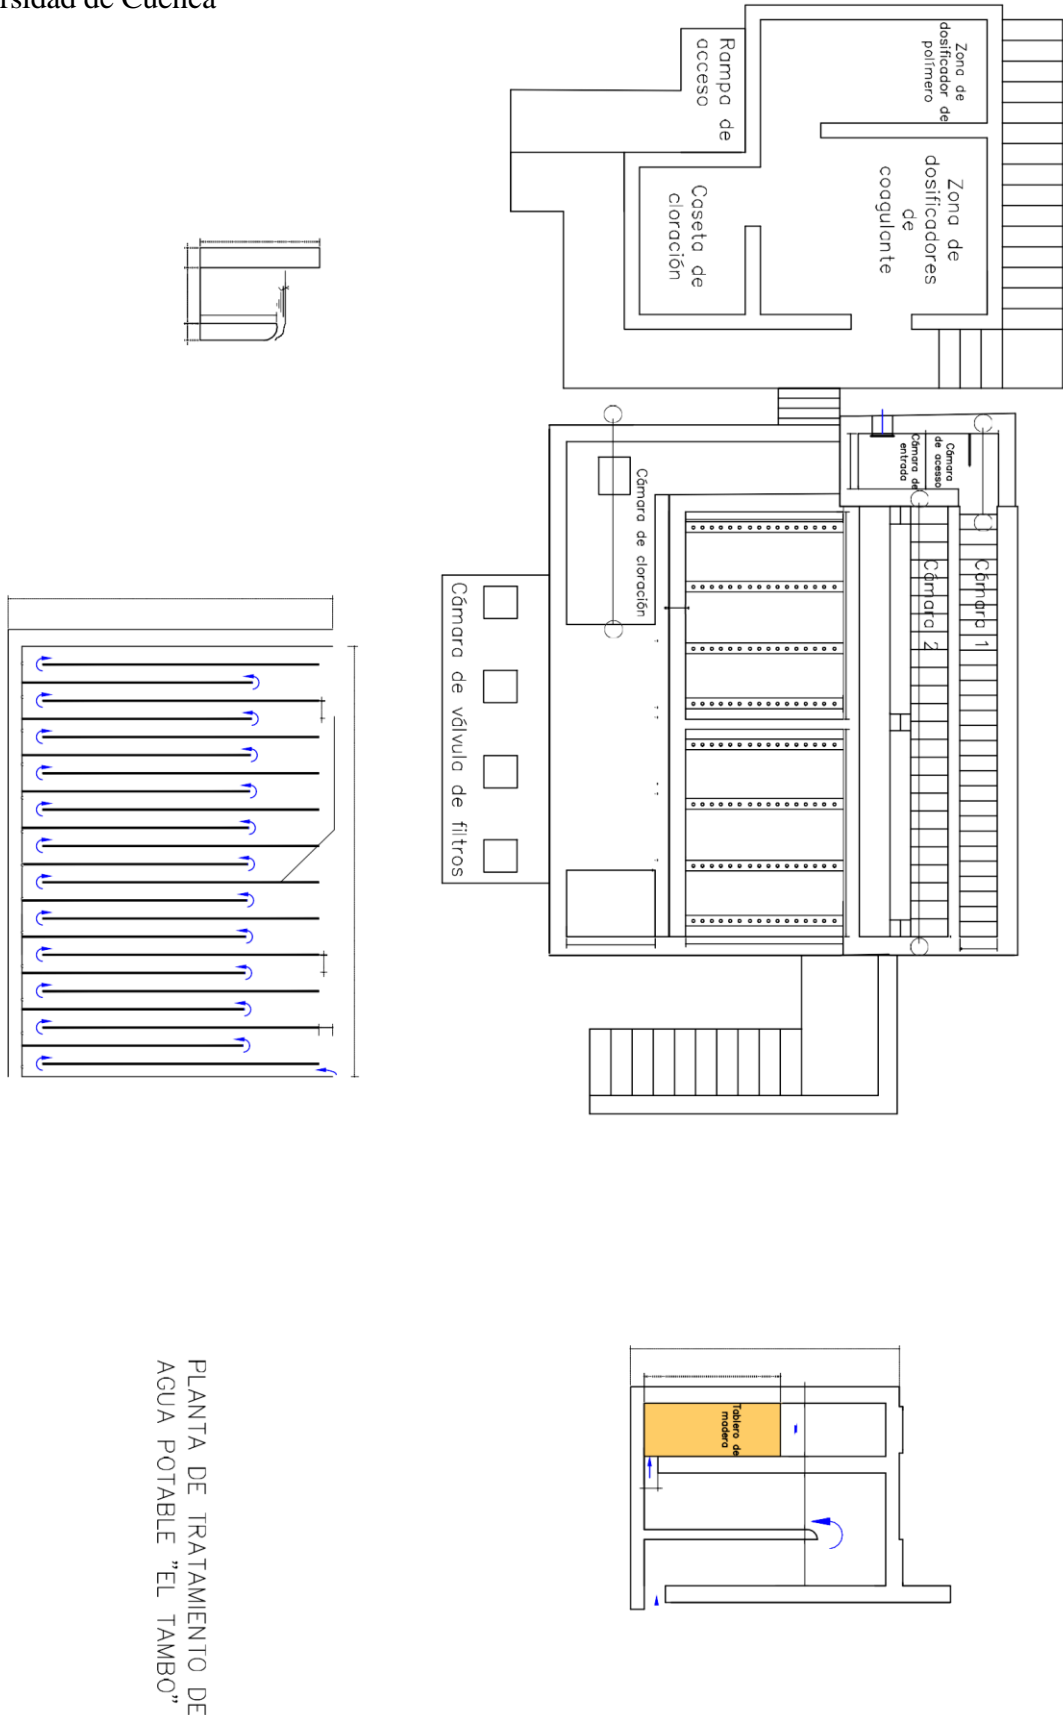 rsidad de Cuenca
Zona de
dosificador de
polímero
Rampa de
acceso
Zona de
dosificadores
de
coagulante
Caseta de
cloración
Cámara
de acesso
Cámara de
entrada
Cámara 1
Cámara 2
Cámara de cloración
Cámara de válvula de filtros
Tablero de
madera
PLANTA DE TRATAMIENTO DE
AGUA POTABLE "EL TAMBO"